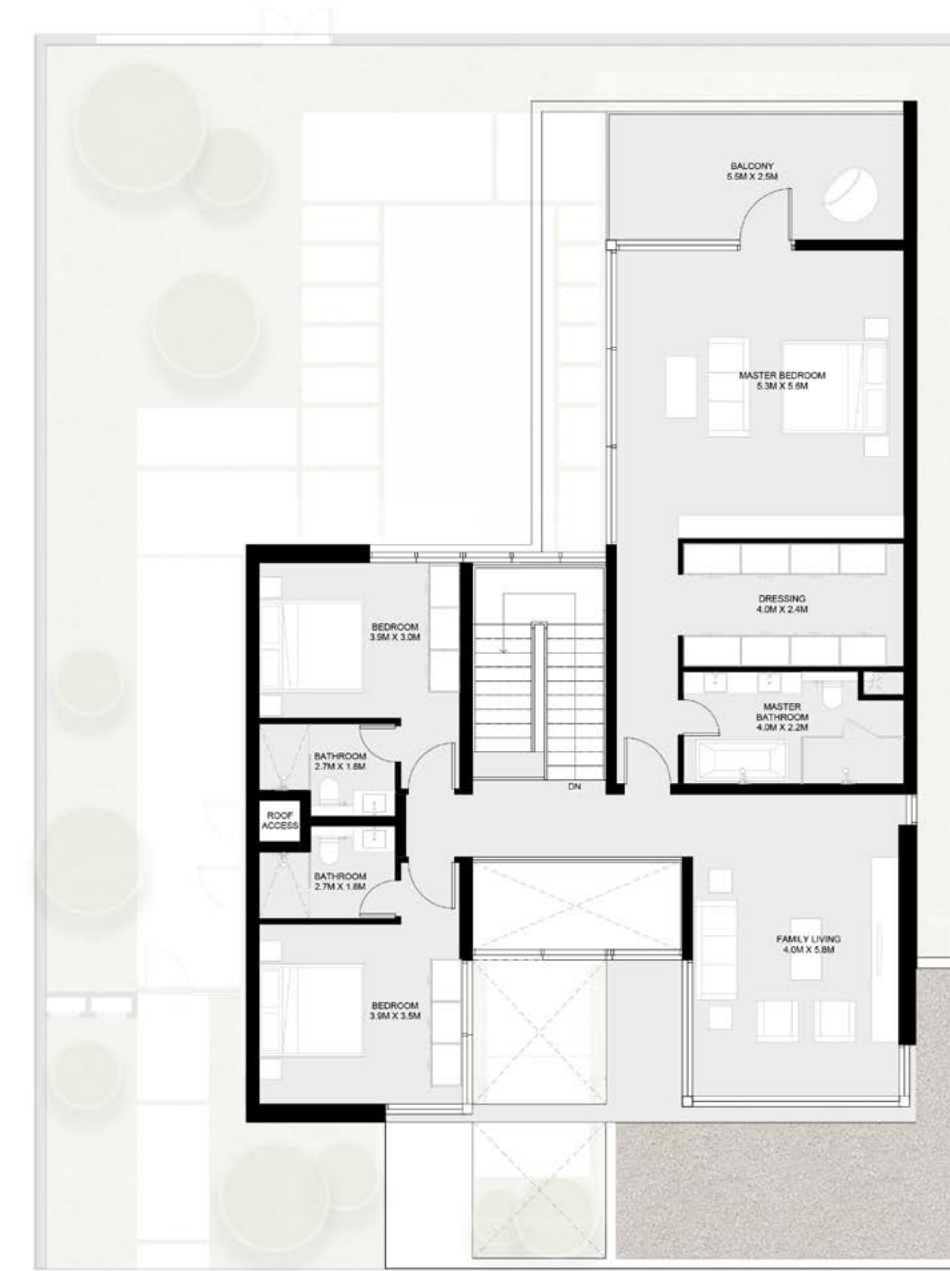 BALCONY
5.5M X 2.5M
MASTER BEDROOM
5.3M X 5.6M
DRESSING
4.0M X 2.4M
BEDROOM
3.9M X 3.0M
MASTER
BATHROOM
4.0M X 2.2M
BATHROOM
2.7M X 1.8M
DN
ROOF
ACCESS
BATHROOM
2.7M X 1.8M
FAMILY LIVING
4.0M X 5.8M
BEDROOM
3.9M X 3.5M